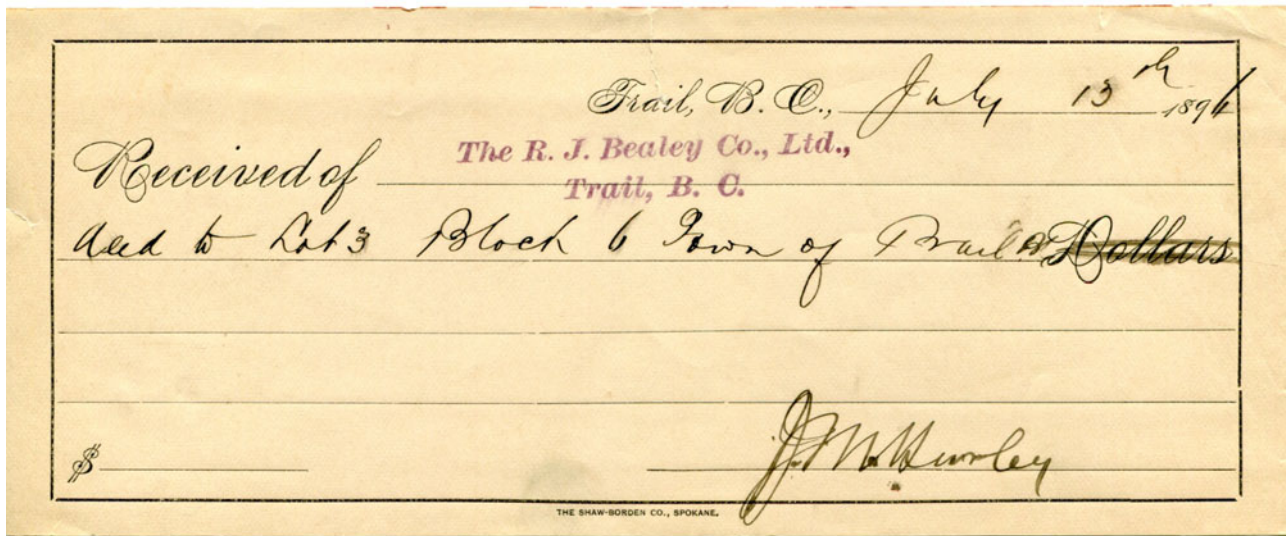 Trail, B. C., July 13th 1896
The R. J. Bealey Co., Ltd.,
Received of
Trail, B. C.
deed to Lot 3 Block 6 Town of Trail Dollars
$
THE SHAW-BORDEN CO., SPOKANE.